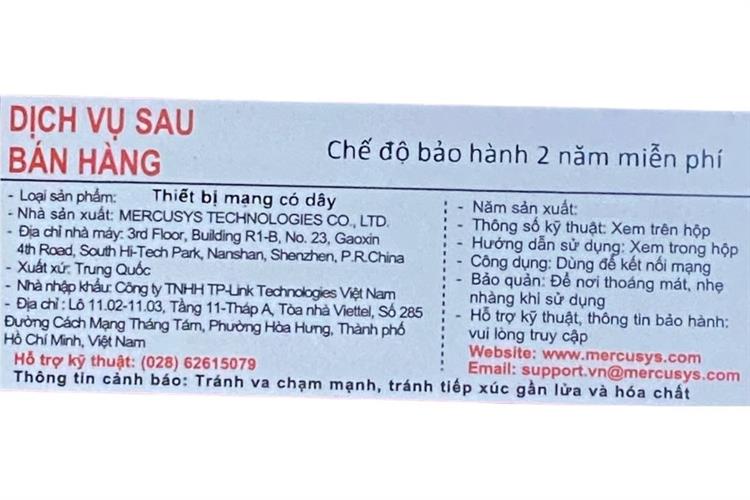 DỊCH VỤ SAU
BÁN HÀNG
Chế độ bảo hành 2 năm miễn phí
- Loại sản phẩm: Thiết bị mạng có dây
- Nhà sản xuất: MERCUSYS TECHNOLOGIES CO., LTD.
- Địa chỉ nhà máy: 3rd Floor, Building R1-B, No. 23, Gaoxin
4th Road, South Hi-Tech Park, Nanshan, Shenzhen, P.R.China
- Xuất xứ: Trung Quốc
- Nhà nhập khẩu: Công ty TNHH TP-Link Technologies Việt Nam
- Địa chỉ : Lô 11.02-11.03, Tầng 11-Tháp A, Tòa nhà Viettel, Số 285
Đường Cách Mạng Tháng Tám, Phường Hòa Hưng, Thành phố
Hồ Chí Minh, Việt Nam
Hỗ trợ kỹ thuật: (028) 62615079
- Năm sản xuất:
- Thông số kỹ thuật: Xem trên hộp
- Hướng dẫn sử dụng: Xem trong hộp
- Công dụng: Dùng để kết nối mạng
- Bảo quản: Để nơi thoáng mát, nhẹ
nhàng khi sử dụng
- Hỗ trợ kỹ thuật, thông tin bảo hành:
vui lòng truy cập
Website: www.mercusys.com
Email: support.vn@mercusys.com
Thông tin cảnh báo: Tránh va chạm mạnh, tránh tiếp xúc gần lửa và hóa chất